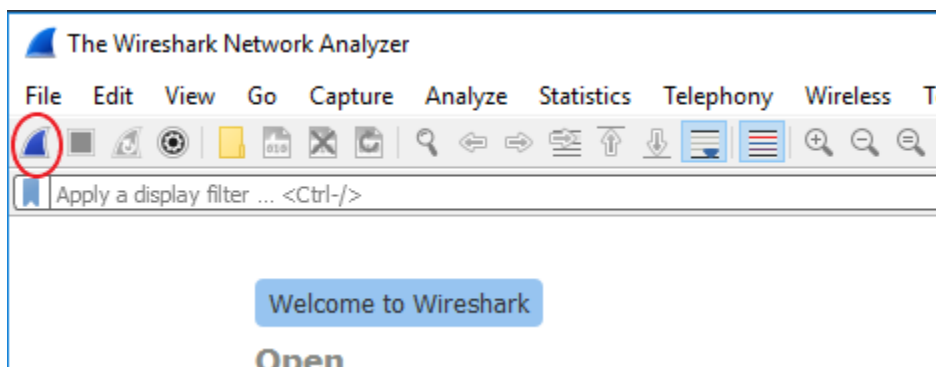 The Wireshark Network Analyzer
File Edit View Go Capture Analyze Statistics Telephony Wireless T
010
Apply a display filter ... <Ctrl-/>
Welcome to Wireshark
Open